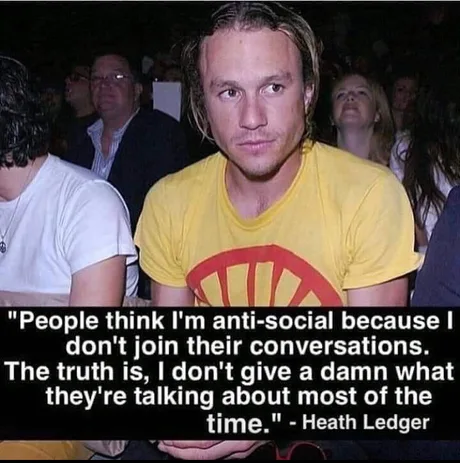 "People think I'm anti-social because I
don't join their conversations.
The truth is, I don't give a damn what
they're talking about most of the
time." - Heath Ledger